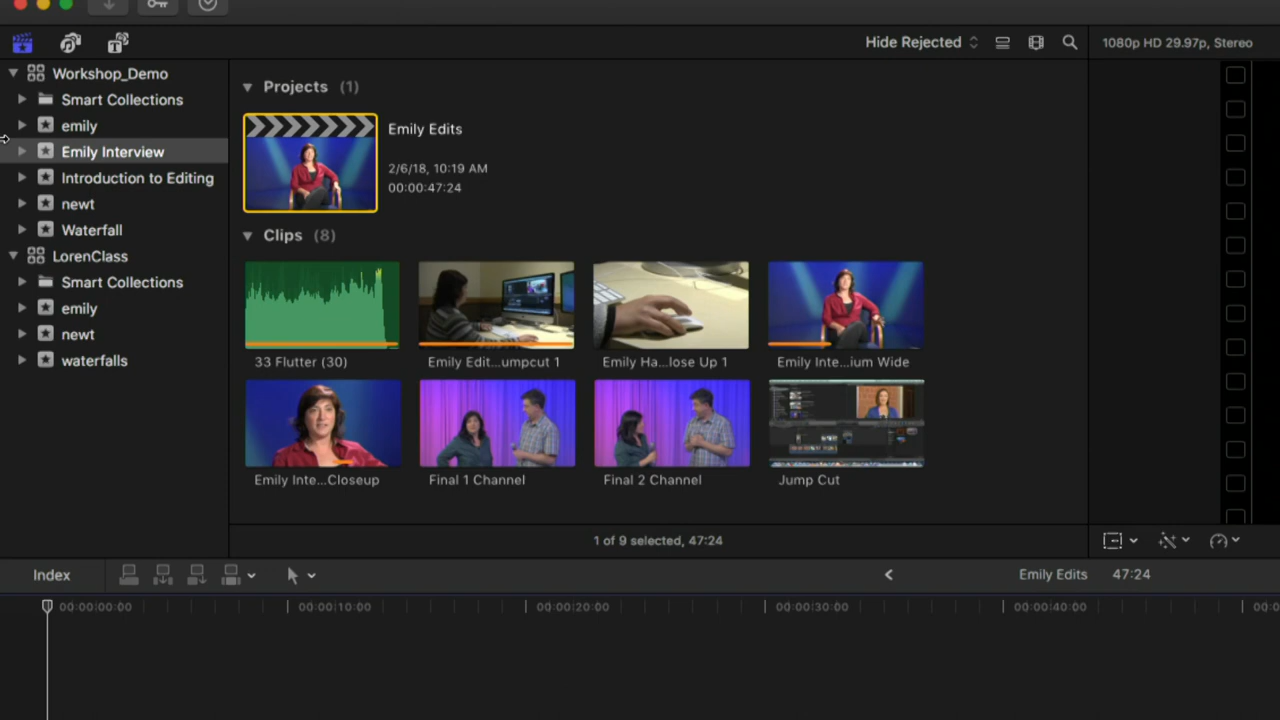 Hide Rejected
1080p HD 29.97p, Stereo
Workshop_Demo
Smart Collections
emily
Emily Interview
Introduction to Editing
newt
Waterfall
LorenClass
Smart Collections
emily
newt
waterfalls
Projects (1)
Emily Edits
2/6/18, 10:19 AM
00:00:47:24
Clips (8)
33 Flutter (30)
Emily Edit...umpcut 1
Emily Ha...lose Up 1
Emily Inte...ium Wide
Emily Inte...Closeup
Final 1 Channel
Final 2 Channel
Jump Cut
1 of 9 selected, 47:24
Index
Emily Edits 47:24
00:00:00:00 00:00:10:00 00:00:20:00 00:00:30:00 00:00:40:00 00:0